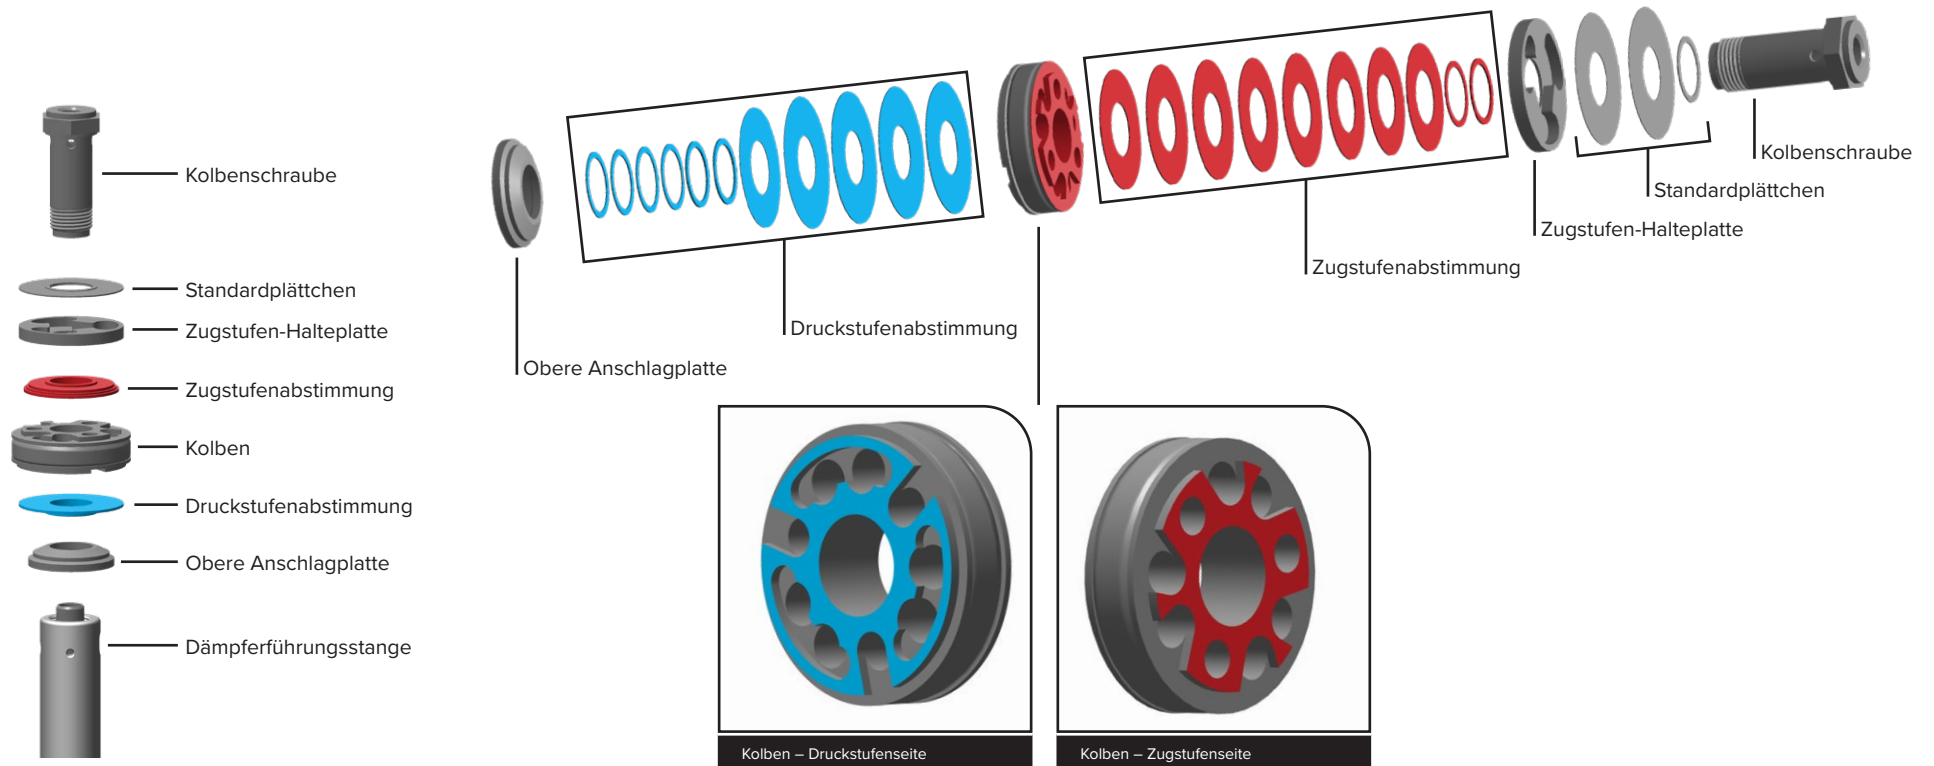 Kolbenschraube
Standardplättchen
Zugstufen-Halteplatte
Zugstufenabstimmung
Kolben
Druckstufenabstimmung
Obere Anschlagplatte
Dämpferführungsstange
Obere Anschlagplatte
Druckstufenabstimmung
Zugstufenabstimmung
Zugstufen-Halteplatte
Standardplättchen
Kolbenschraube
Kolben – Druckstufenseite
Kolben – Zugstufenseite